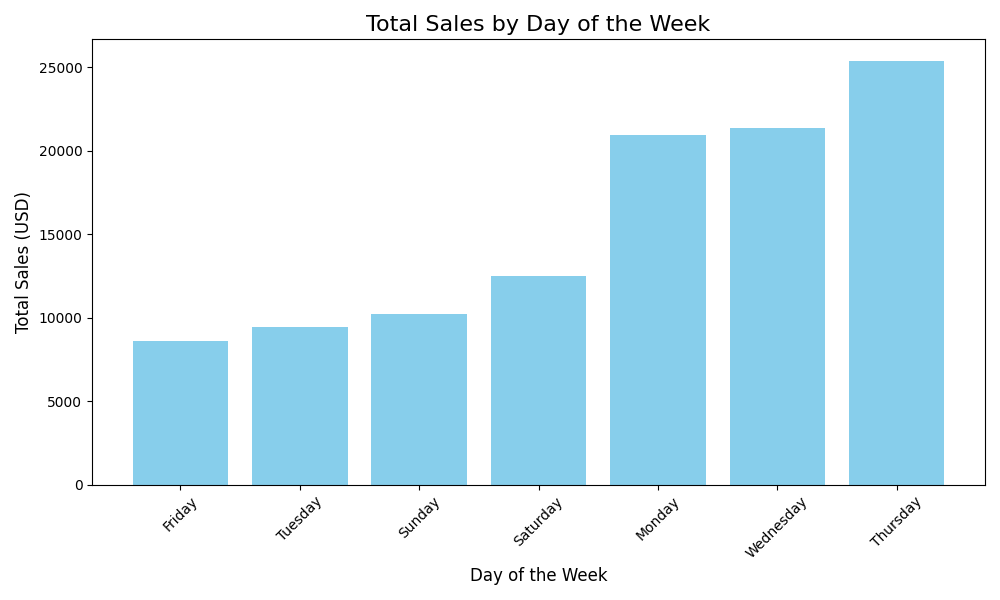 Total Sales by Day of the Week
Total Sales (USD)
25000
20000
15000
10000
5000
0
Friday
Tuesday
Sunday
Saturday
Monday
Wednesday
Thursday
Day of the Week